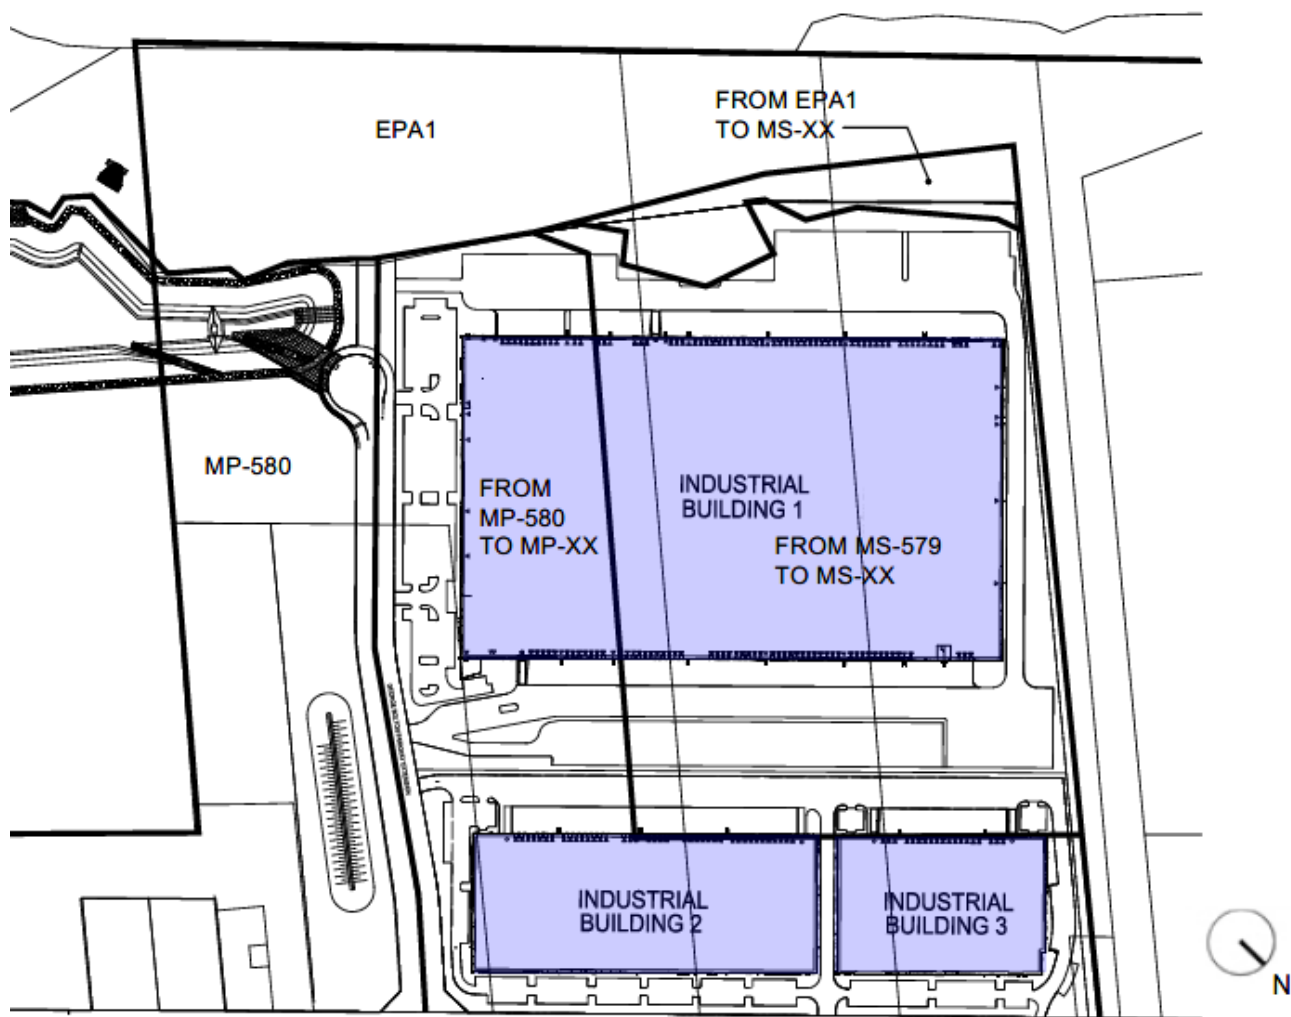 FROM EPA1
TO MS-XX
EPA1
MP-580
FROM
MP-580
TO MP-XX
INDUSTRIAL
BUILDING 1
FROM MS-579
TO MS-XX
INDUSTRIAL
BUILDING 2
INDUSTRIAL
BUILDING 3
N